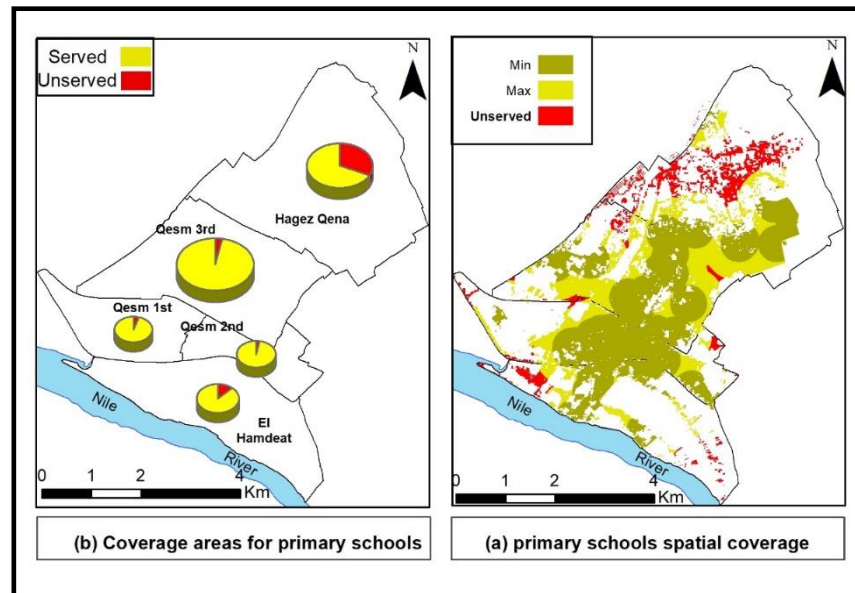 Served
Unserved
N
Hagez Qena
Qesm 3rd
Qesm 1st
Qesm 2nd
El
Hamdeat
Nile
River
0 1 2 4
Km
(b) Coverage areas for primary schools
Min
Max
Unserved
N
Nile
River
0 1 2 4
Km
(a) primary schools spatial coverage